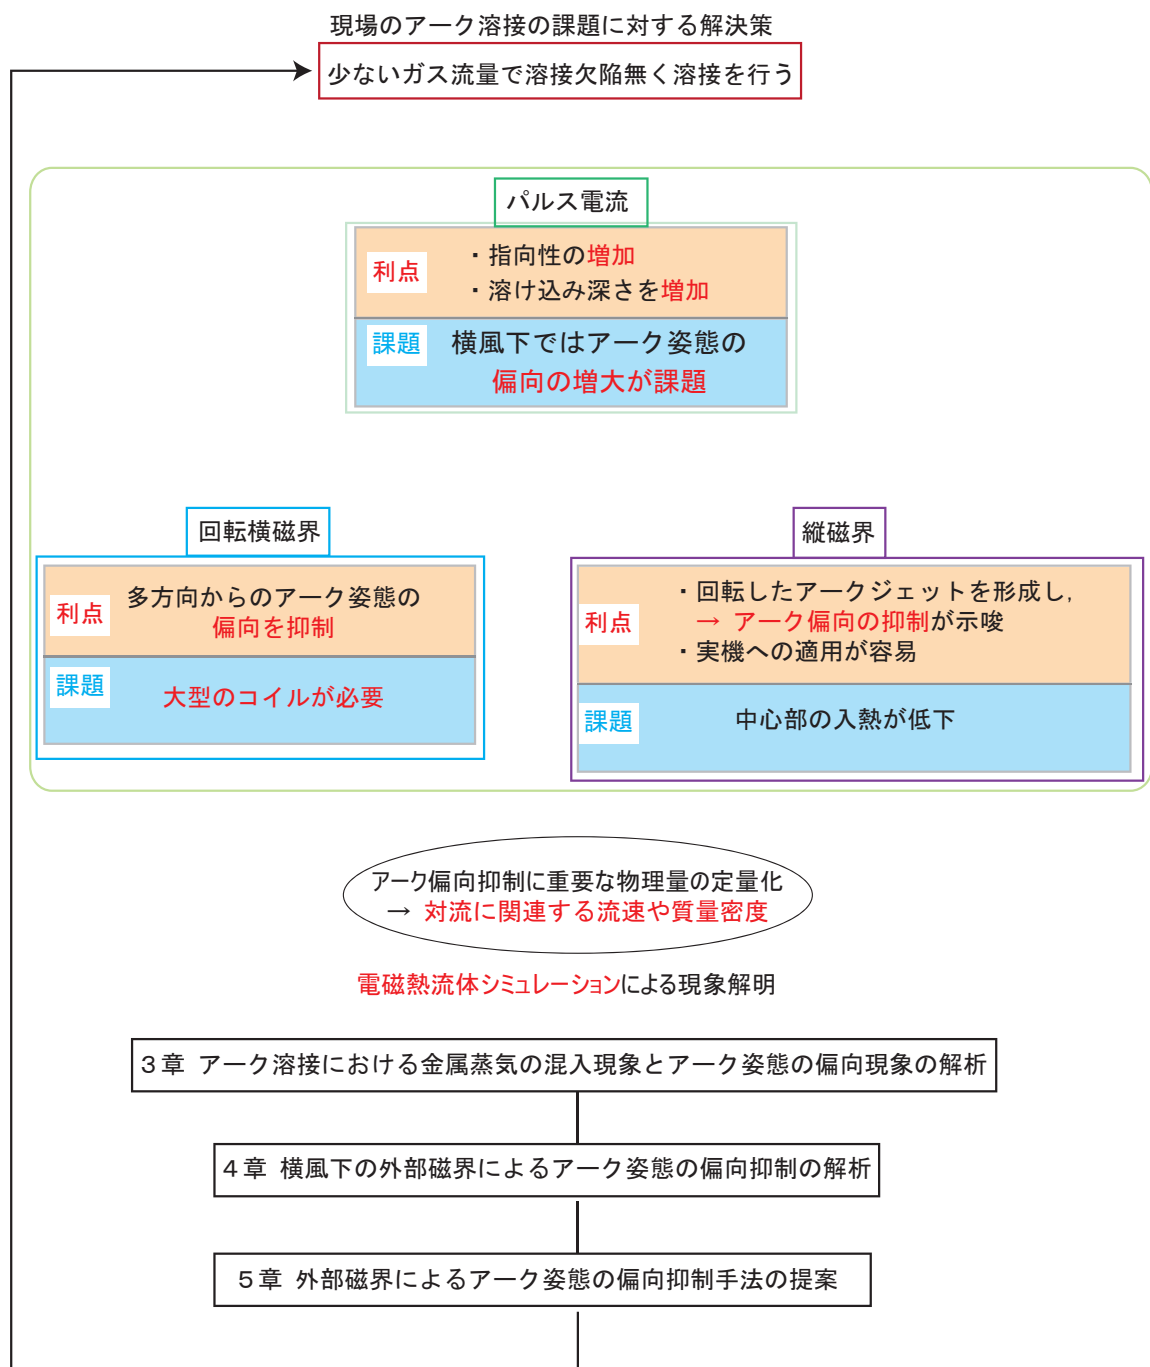 現場のアーク溶接の課題に対する解決策
少ないガス流量で溶接欠陥無く溶接を行う
パルス電流
利点
・指向性の増加
・溶け込み深さを増加
課題
横風下ではアーク姿態の
偏向の増大が課題
回転横磁界
利点
多方向からのアーク姿態の
偏向を抑制
課題
大型のコイルが必要
縦磁界
利点
・回転したアークジェットを形成し,
→ アーク偏向の抑制が示唆
・実機への適用が容易
課題
中心部の入熱が低下
アーク偏向抑制に重要な物理量の定量化
→ 対流に関連する流速や質量密度
電磁熱流体シミュレーションによる現象解明
３章 アーク溶接における金属蒸気の混入現象とアーク姿態の偏向現象の解析
４章 横風下の外部磁界によるアーク姿態の偏向抑制の解析
５章 外部磁界によるアーク姿態の偏向抑制手法の提案